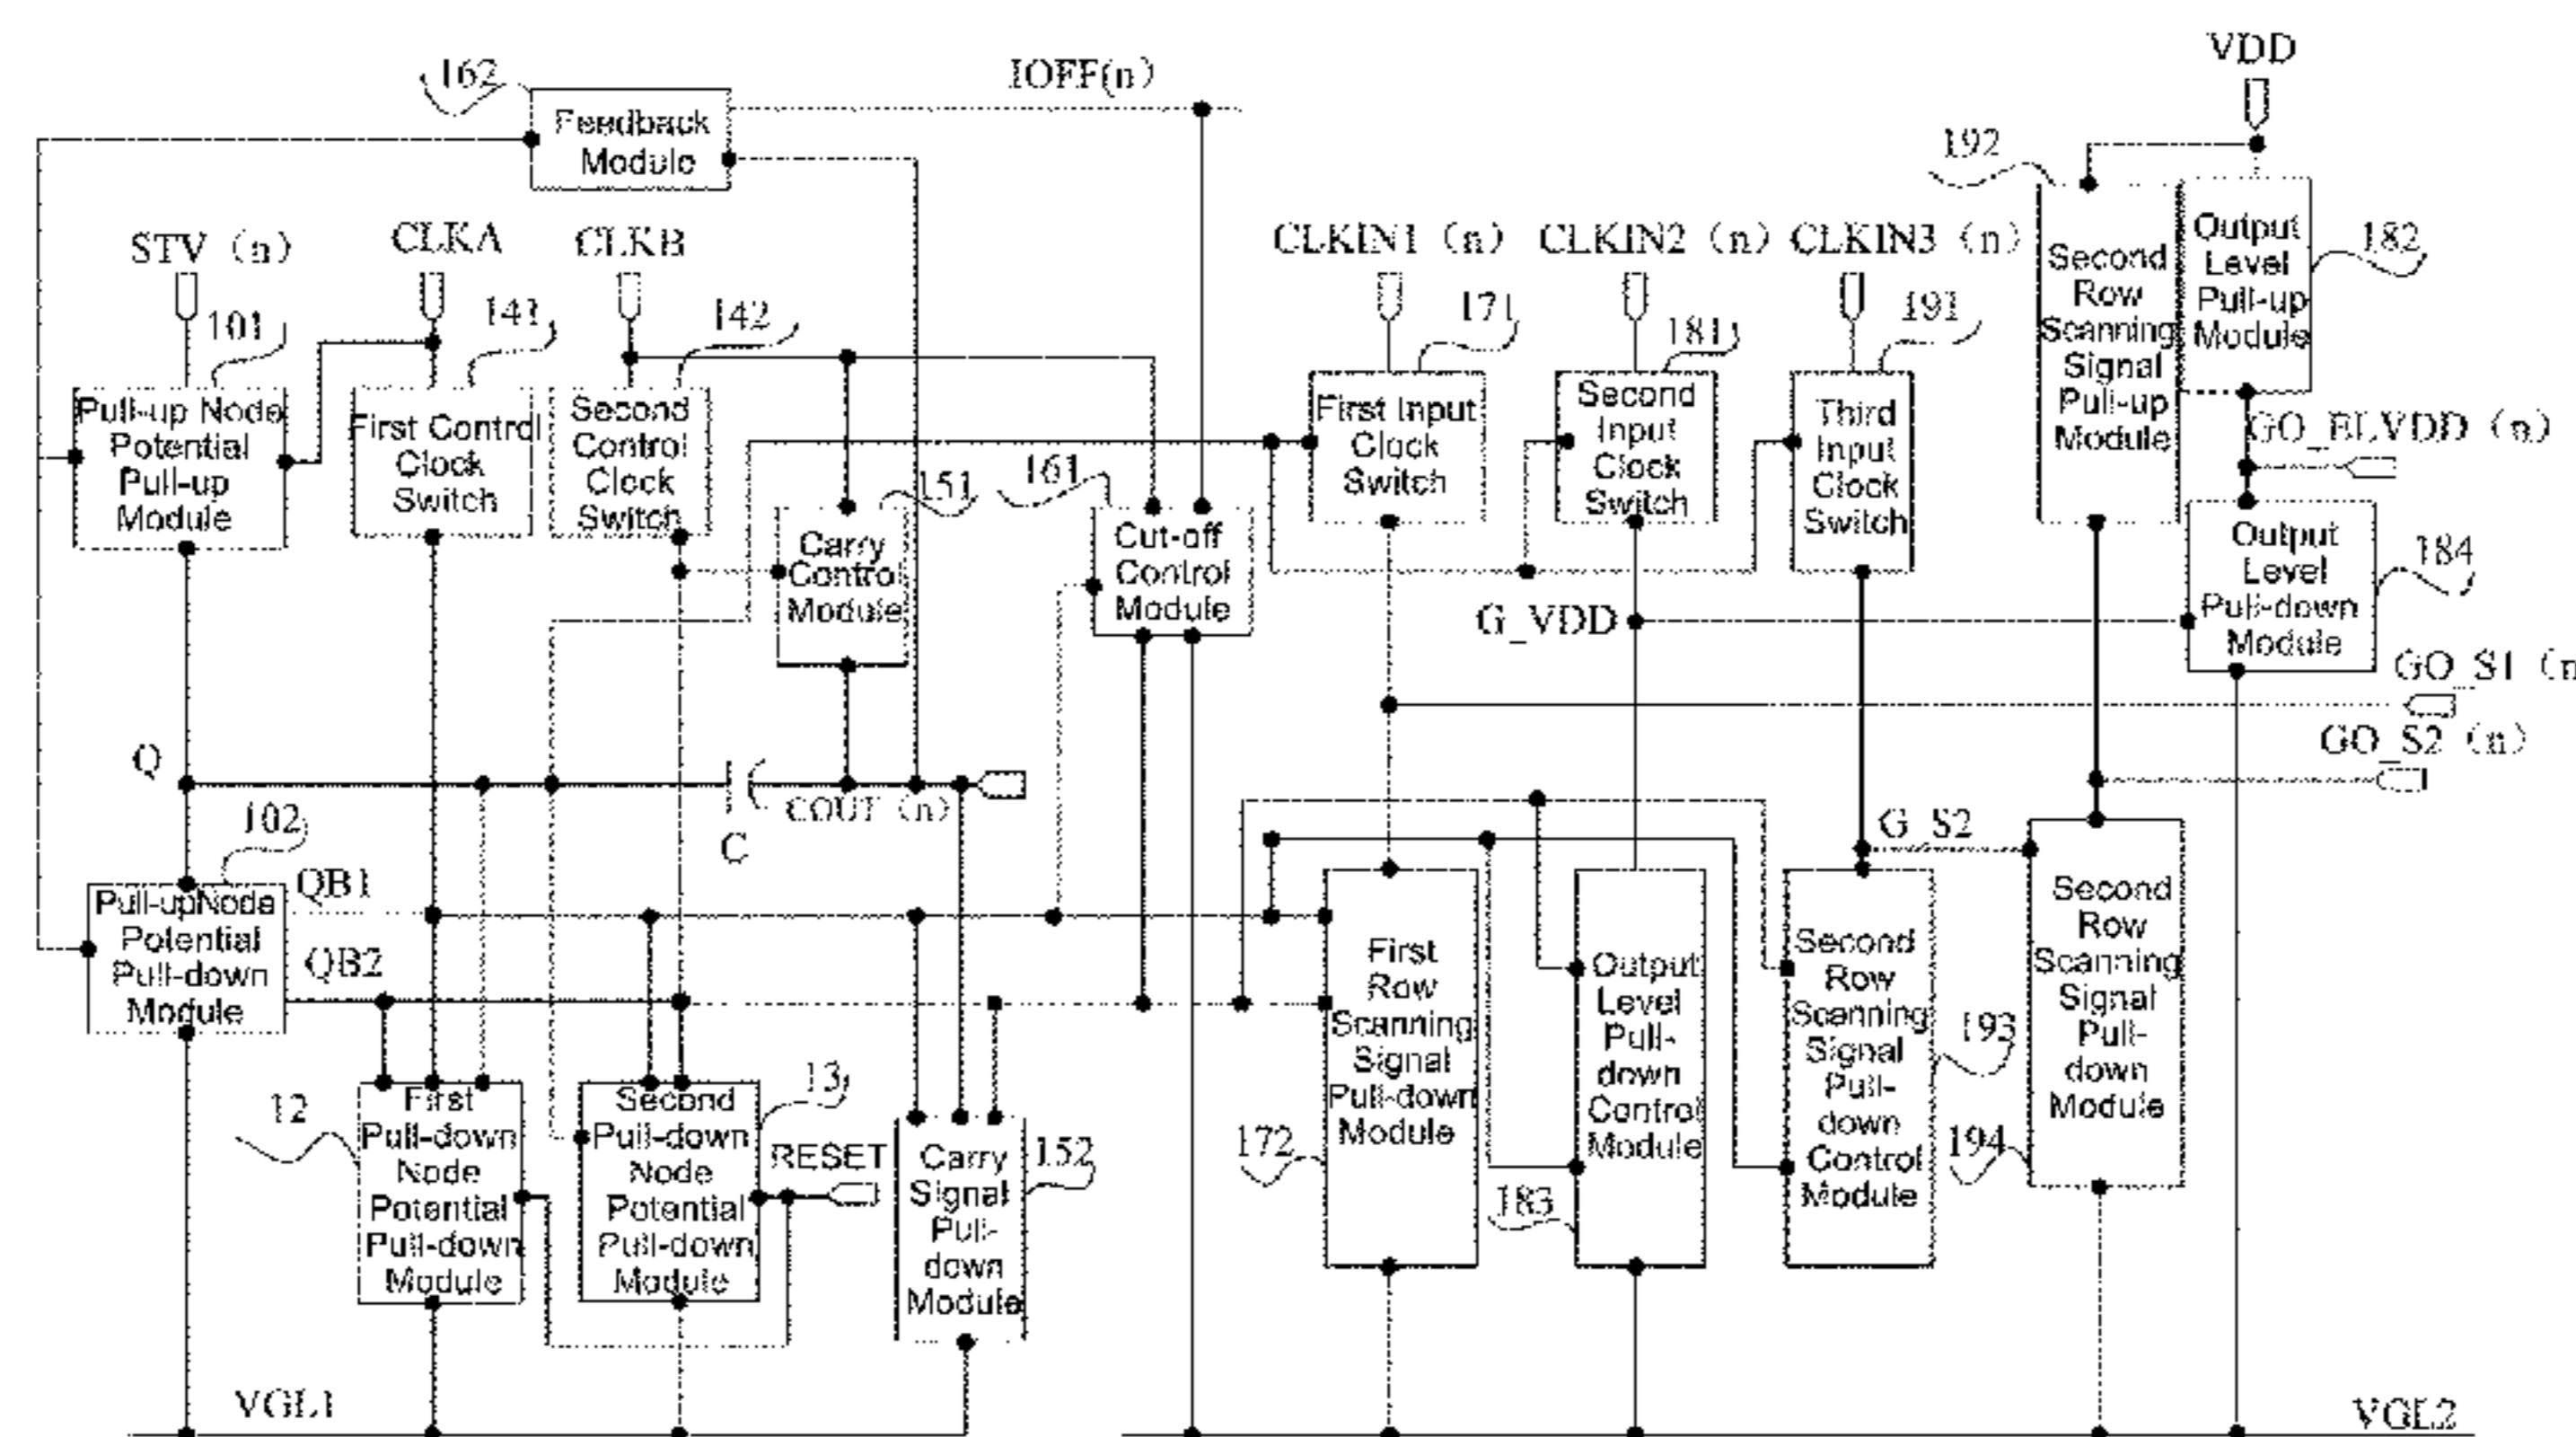 VDD
162
IOFF(n)
Feedback
Module
192
STV (n)
CLKA
CLKB
CLKIN1 (n)
CLKIN2 (n)
CLKIN3 (n)
182
Second
Row
Scanning
Signal
Pull-up
Module
Output
Level
Pull-up
Module
101
141
142
171
181
191
Pull-up Node
Potential
Pull-up
Module
First Control
Clock
Switch
Second
Control
Clock
Switch
First Input
Clock
Switch
Second
Input
Clock
Switch
Third
Input
Clock
Switch
GO_ELVDD (n)
151
161
Carry
Control
Module
Cut-off
Control
Module
Output
Level
Pull-down
Module
184
G_VDD
GO_S1 (n
GO_S2 (n)
Q
COUT (n)
C
102
G_S2
QB1
Pull-upNode
Potential
Pull-down
Module
QB2
First
Row
Scanning
Signal
Pull-down
Module
Output
Level
Pull-
down
Control
Module
Second
Row
Scanning
Signal
Pull-
down
Control
Module
Second
Row
Scanning
Signal
Pull-
down
Module
193
12
First
Pull-down
Node
Potential
Pull-down
Module
Second
Pull-down
Node
Potential
Pull-down
Module
13
RESET
Carry
Signal
Pull-
down
Module
152
172
183
194
VGL1
VGL2